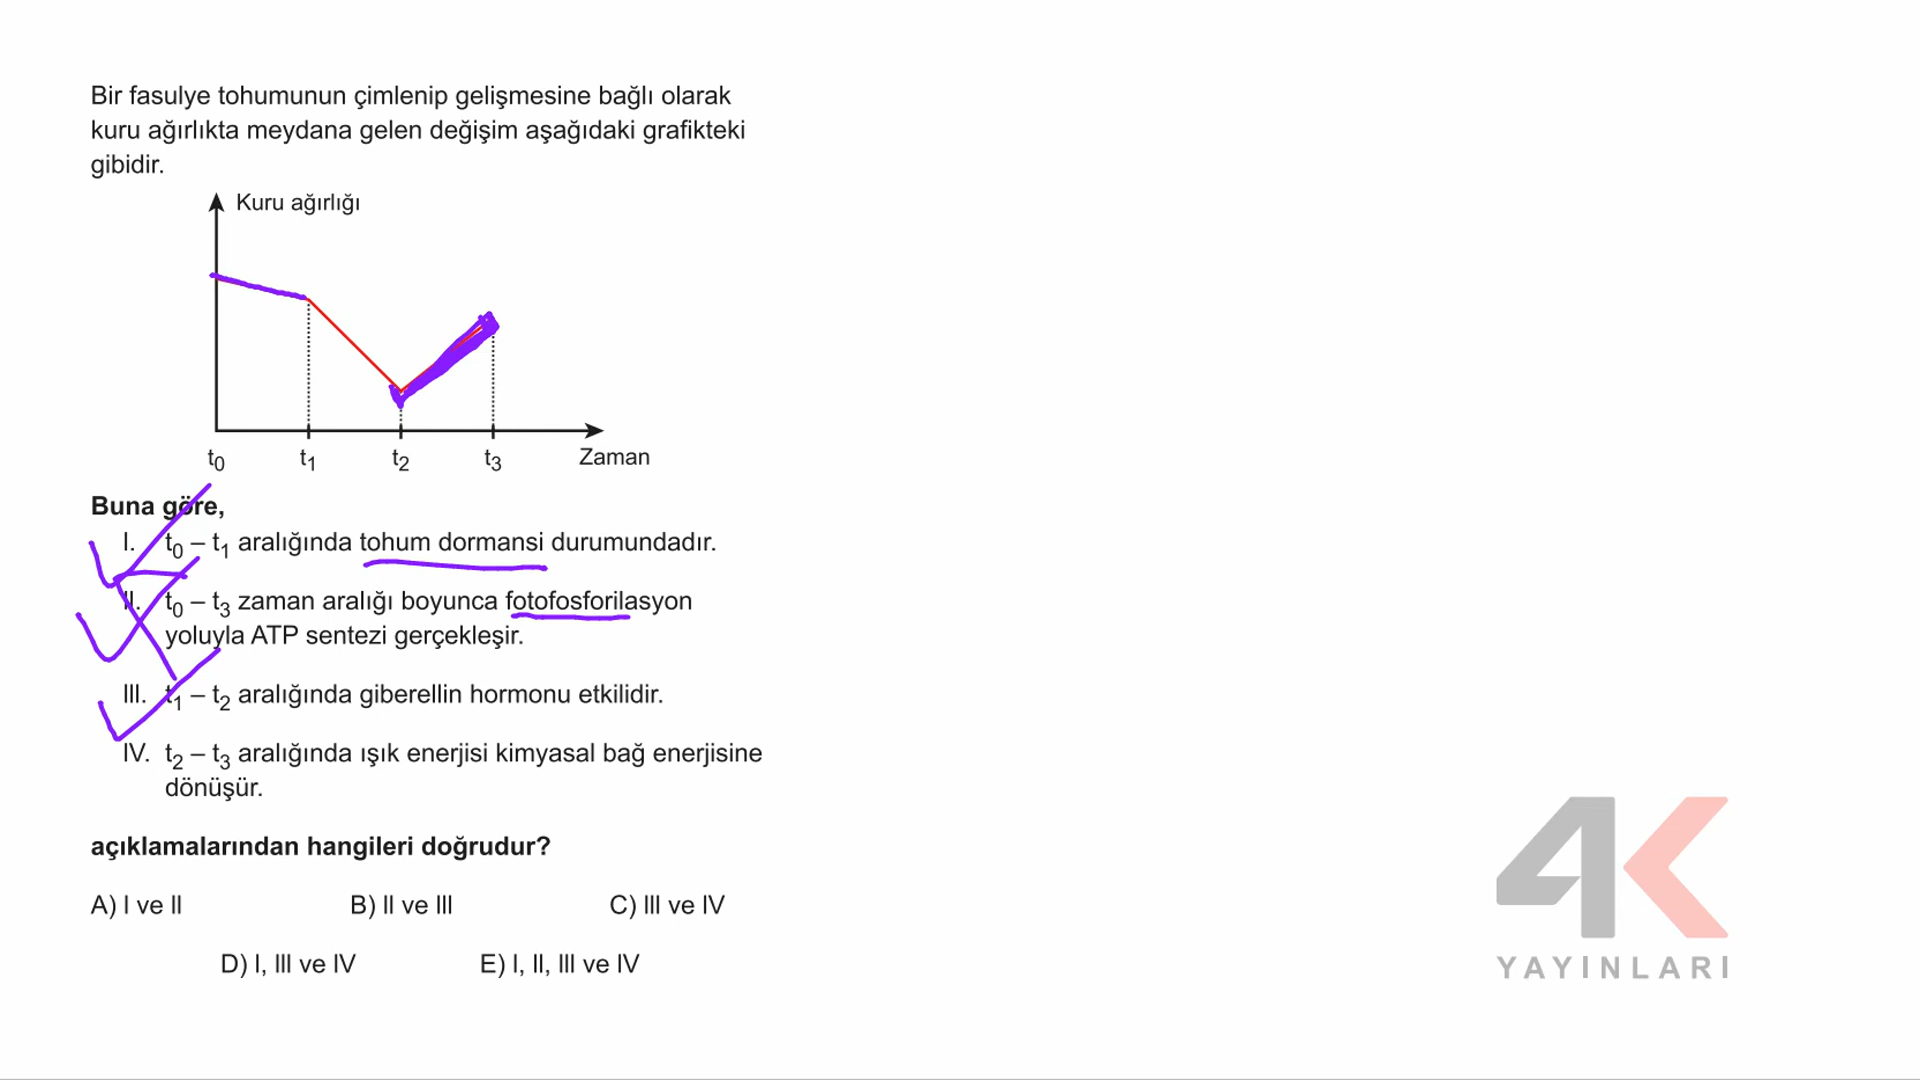 Bir fasulye tohumunun çimlenip gelişmesine bağlı olarak
kuru ağırlıkta meydana gelen değişim aşağıdaki grafikteki
gibidir.
Kuru ağırlığı
t0 t1 t2 t3 Zaman
Buna göre,
I. t0 – t1 aralığında tohum dormansi durumundadır.
II. t0 – t3 zaman aralığı boyunca fotofosforilasyon
yoluyla ATP sentezi gerçekleşir.
III. t1 – t2 aralığında giberellin hormonu etkilidir.
IV. t2 – t3 aralığında ışık enerjisi kimyasal bağ enerjisine
dönüşür.
açıklamalarından hangileri doğrudur?
A) I ve II B) II ve III C) III ve IV
D) I, III ve IV E) I, II, III ve IV
4K
YAYINLARI